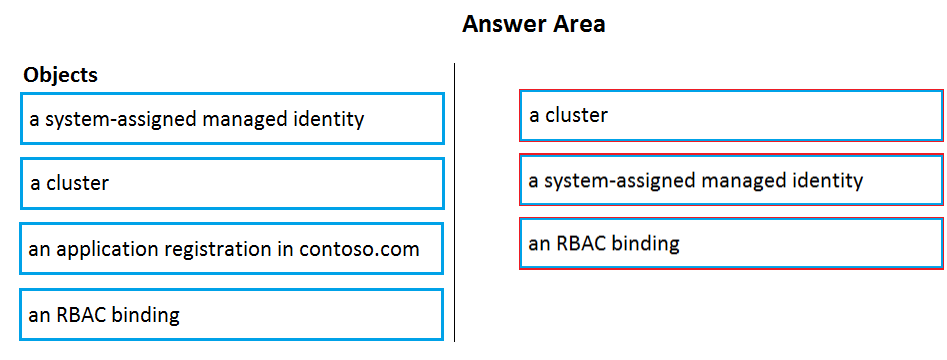 Answer Area
Objects
a system-assigned managed identity
a cluster
an application registration in contoso.com
an RBAC binding
a cluster
a system-assigned managed identity
an RBAC binding